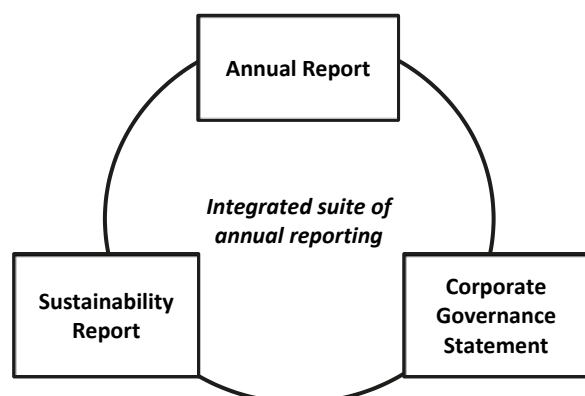 Annual Report
Integrated suite of
annual reporting
Sustainability
Report
Corporate
Governance
Statement